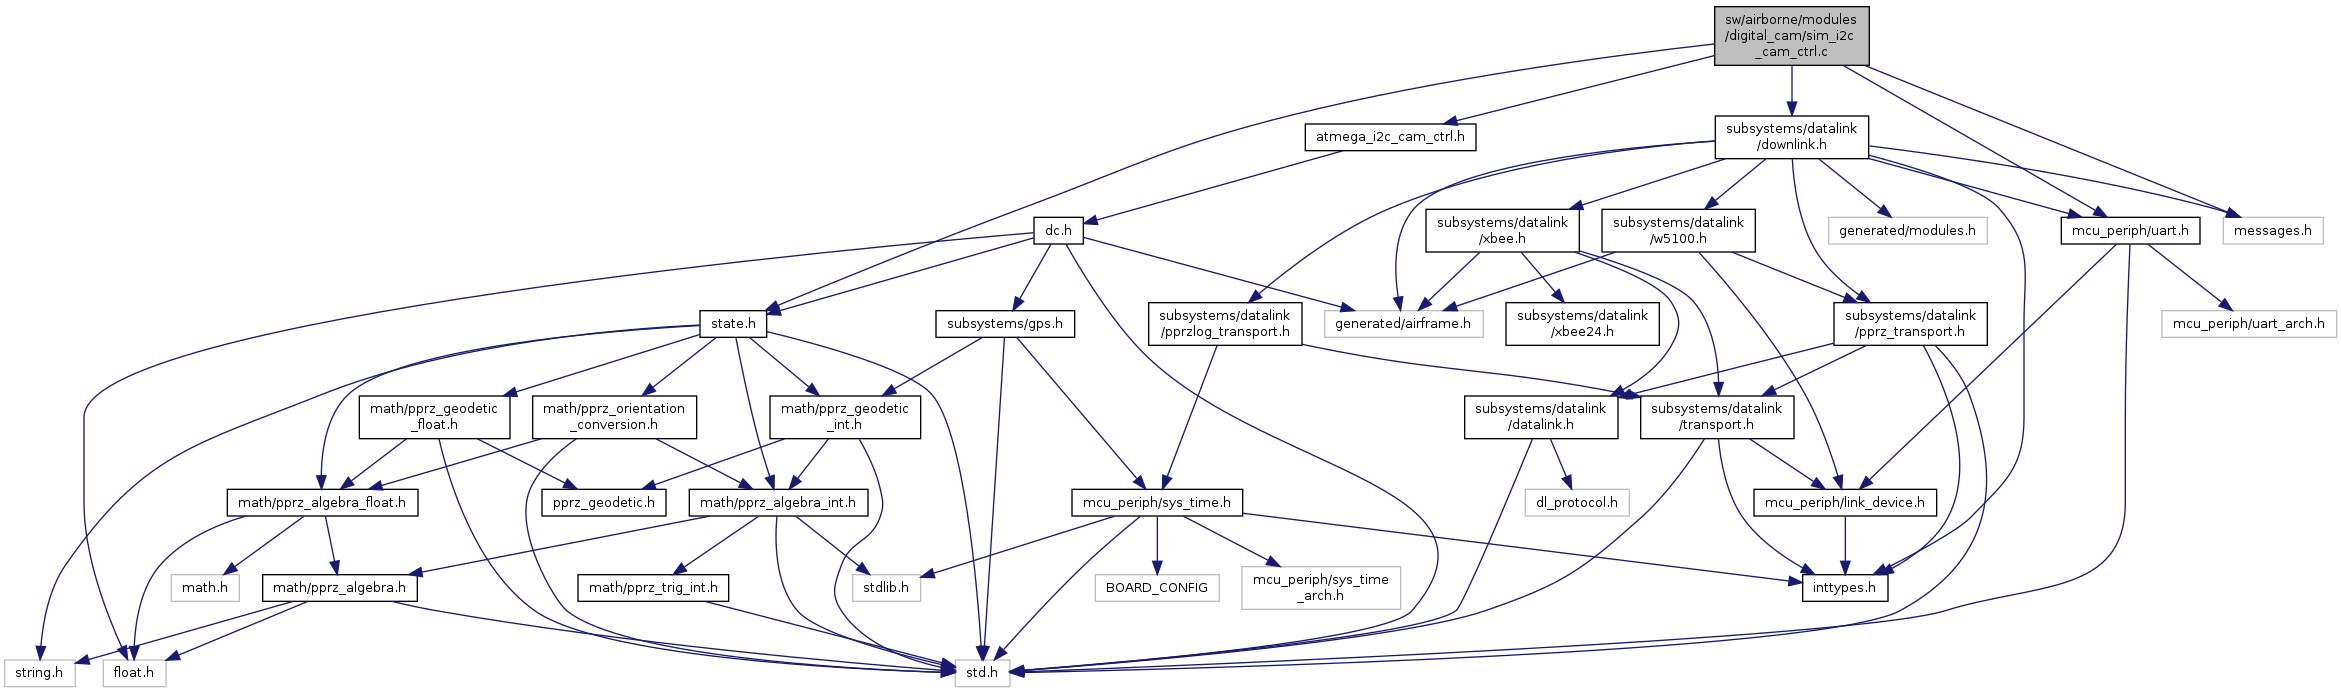 sw/airborne/modules
/digital_cam/sim_i2c
_cam_ctrl.c
atmega_i2c_cam_ctrl.h
subsystems/datalink
/downlink.h
dc.h
subsystems/datalink
/xbee.h
subsystems/datalink
/w5100.h
generated/modules.h
mcu_periph/uart.h
messages.h
state.h
subsystems/gps.h
subsystems/datalink
/pprzlog_transport.h
generated/airframe.h
subsystems/datalink
/xbee24.h
subsystems/datalink
/pprz_transport.h
mcu_periph/uart_arch.h
math/pprz_geodetic
_float.h
math/pprz_orientation
_conversion.h
math/pprz_geodetic
_int.h
subsystems/datalink
/datalink.h
subsystems/datalink
/transport.h
math/pprz_algebra_float.h
pprz_geodetic.h
math/pprz_algebra_int.h
mcu_periph/sys_time.h
dl_protocol.h
mcu_periph/link_device.h
math.h
math/pprz_algebra.h
math/pprz_trig_int.h
stdlib.h
BOARD_CONFIG
mcu_periph/sys_time
_arch.h
inttypes.h
string.h
float.h
std.h